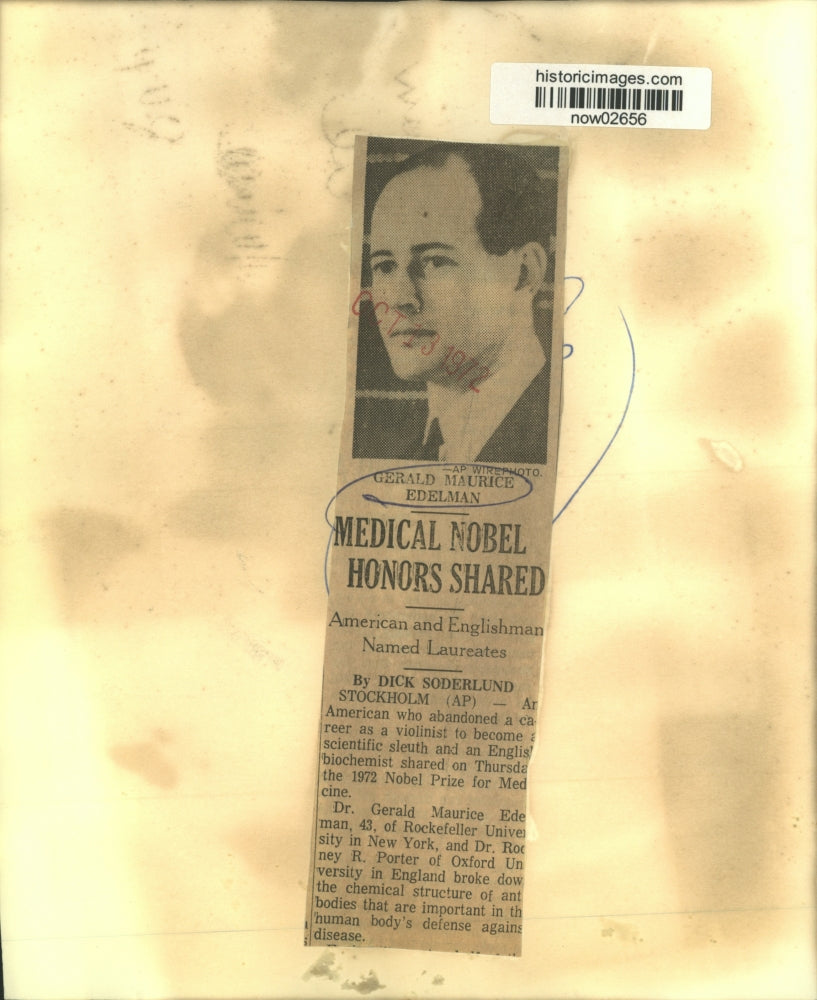 historicimages.com
now02656
OCT 13 1972
—AP WIREPHOTO.
GERALD MAURICE
EDELMAN
MEDICAL NOBEL
HONORS SHARED
American and Englishman
Named Laureates
By DICK SODERLUND
STOCKHOLM (AP) — An
American who abandoned a ca-
reer as a violinist to become a
scientific sleuth and an Englis
biochemist shared on Thursda
the 1972 Nobel Prize for Med
cine.
Dr. Gerald Maurice Ede
man, 43, of Rockefeller Univer
sity in New York, and Dr. Rod
ney R. Porter of Oxford Un
versity in England broke dow
the chemical structure of ant
bodies that are important in th
human body's defense agains
disease.